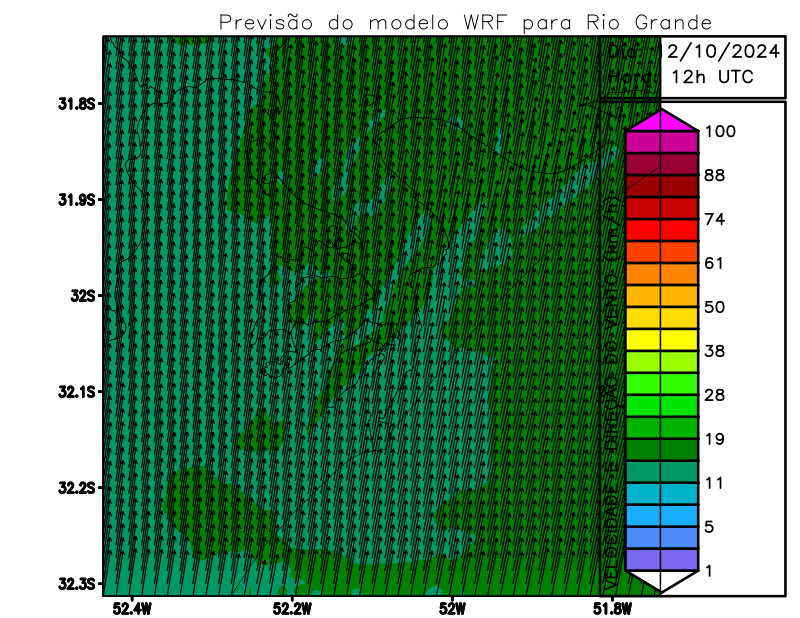 Previsão do modelo WRF para Rio Grande
Dia: 12/10/2024
Hora: 12h UTC
31.8S
31.9S
32S
32.1S
32.2S
32.3S
52.4W
52.2W
52W
51.8W
VELOCIDADE E DIREÇÃO DO VENTO (km/h)
100
88
74
61
50
38
28
19
11
5
1